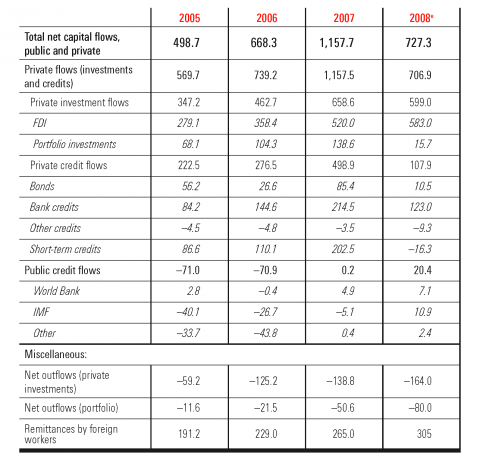 2005 2006 2007 2008*
Total net capital flows,
public and private 498.7 668.3 1,157.7 727.3
Private flows (investments
and credits) 569.7 739.2 1,157.5 706.9
Private investment flows 347.2 462.7 658.6 599.0
FDI 279.1 358.4 520.0 583.0
Portfolio investments 68.1 104.3 138.6 15.7
Private credit flows 222.5 276.5 498.9 107.9
Bonds 56.2 26.6 85.4 10.5
Bank credits 84.2 144.6 214.5 123.0
Other credits –4.5 –4.8 –3.5 –9.3
Short-term credits 86.6 110.1 202.5 –16.3
Public credit flows –71.0 –70.9 0.2 20.4
World Bank 2.8 –0.4 4.9 7.1
IMF –40.1 –26.7 –5.1 10.9
Other –33.7 –43.8 0.4 2.4
Miscellaneous:
Net outflows (private
investments) –59.2 –125.2 –138.8 –164.0
Net outflows (portfolio) –11.6 –21.5 –50.6 –80.0
Remittances by foreign
workers 191.2 229.0 265.0 305